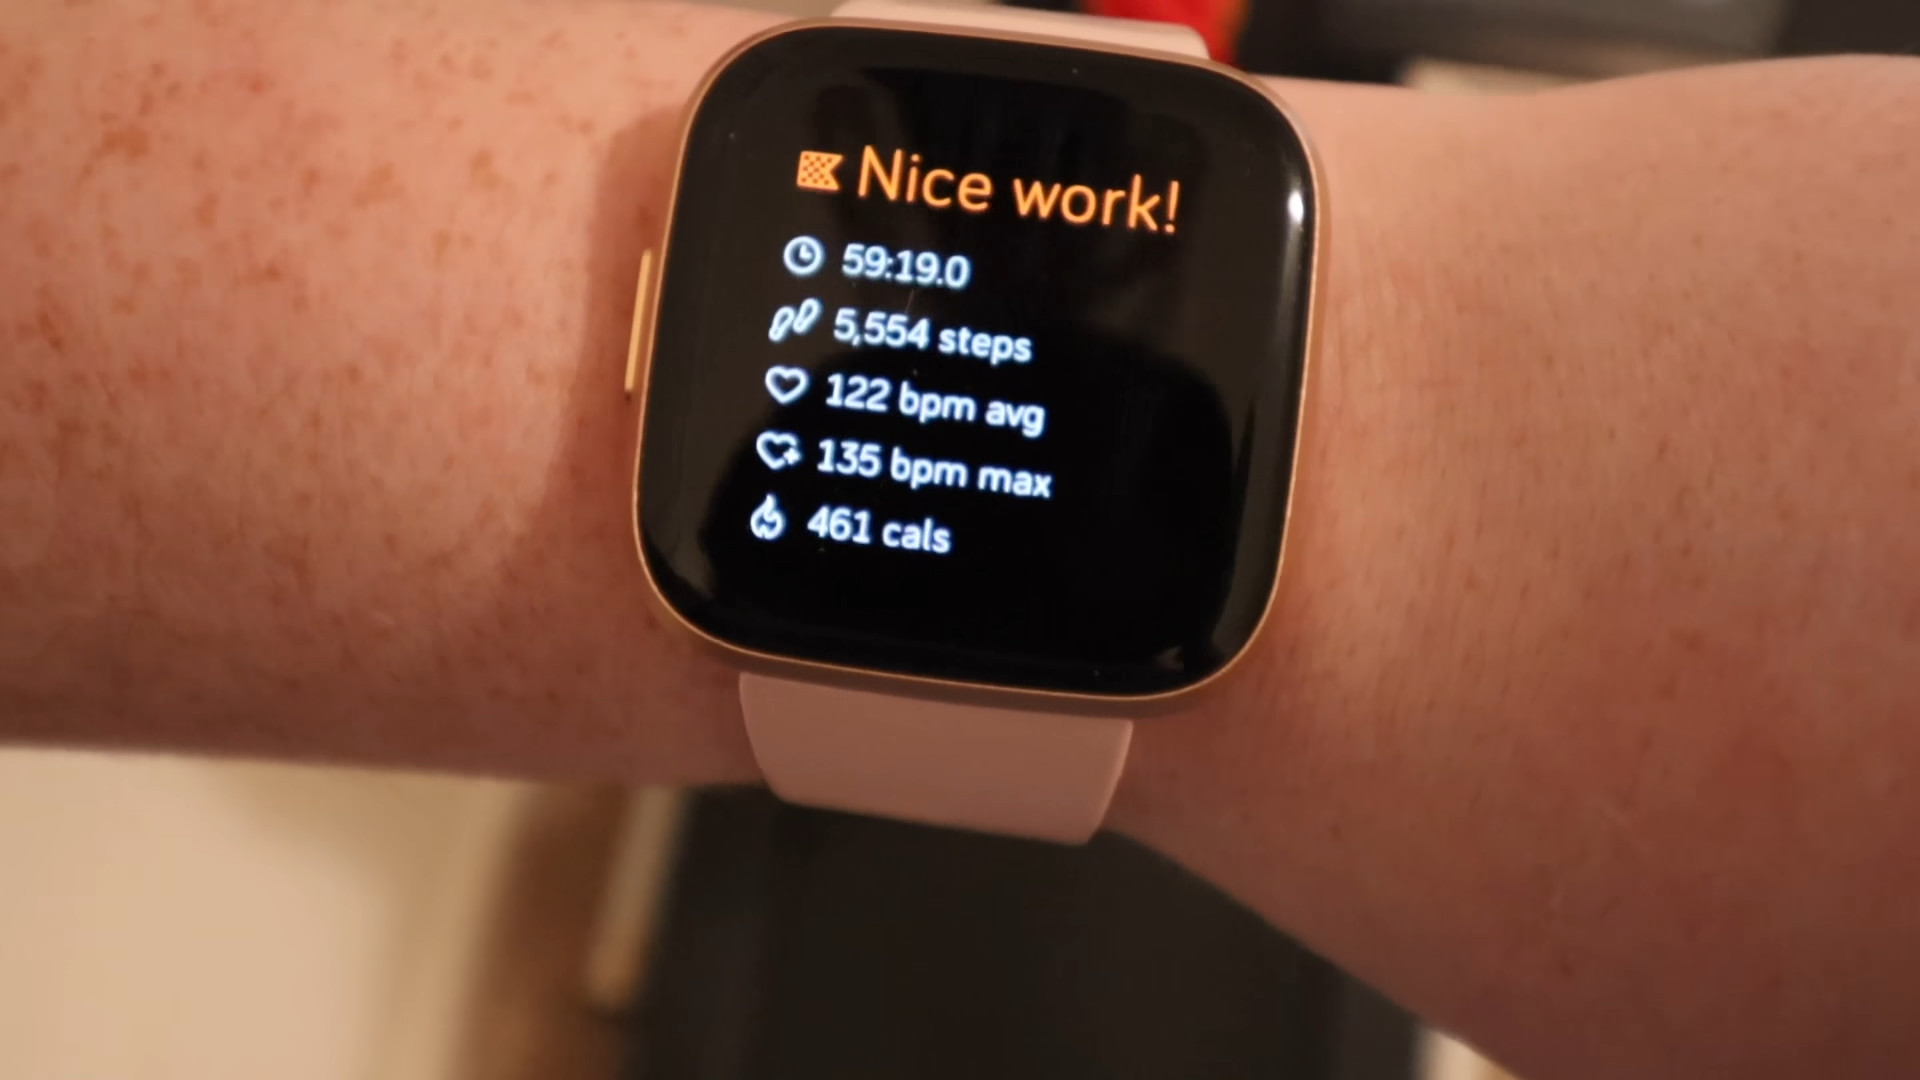 Nice work!
59:19.0
5,554 steps
122 bpm avg
135 bpm max
461 cals